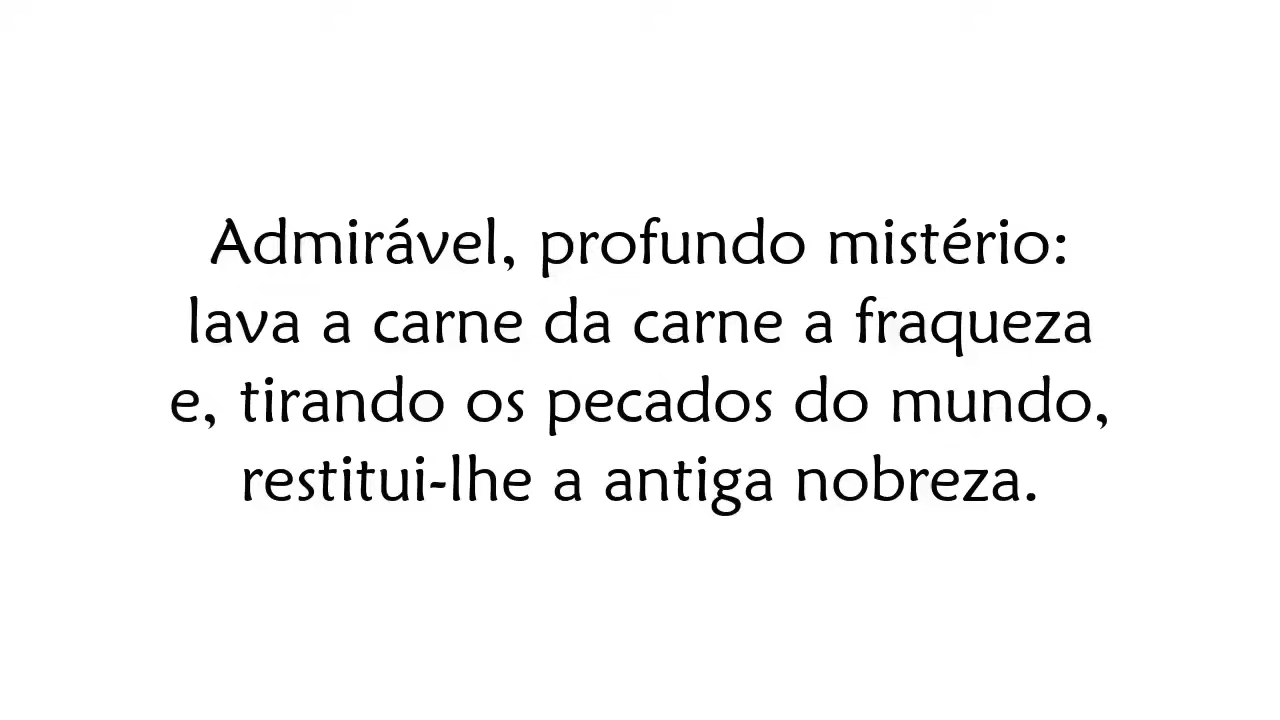 Admirável, profundo mistério:
lava a carne da carne a fraqueza
e, tirando os pecados do mundo,
restitui-lhe a antiga nobreza.